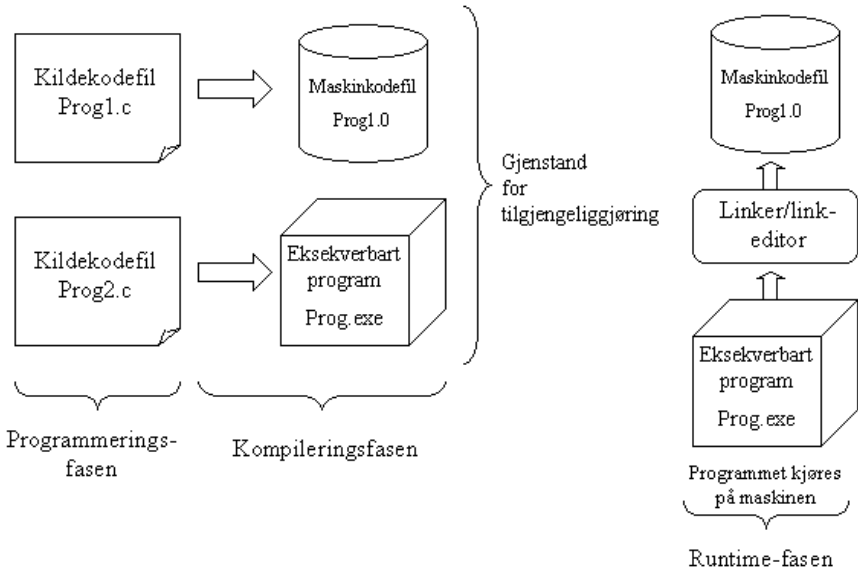 Kildekodefil
Prog1.c
Maskinkodefil
Prog1.0
Kildekodefil
Prog2.c
Eksekverbart
program
Prog.exe
Gjenstand
for
tilgjengeliggjøring
Programmerings-
fasen
Kompileringsfasen
Maskinkodefil
Prog1.0
Linker/link-
editor
Eksekverbart
program
Prog.exe
Programmet kjøres
på maskinen
Runtime-fasen